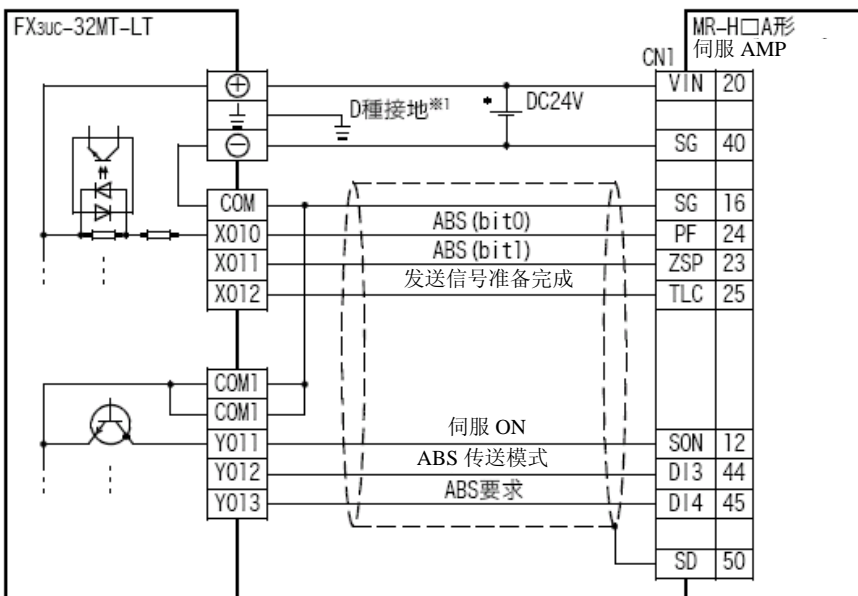 FX3UC-32MT-LT
MR-H□A形
伺服 AMP
CN1
⊕
VIN 20
D種接地※1
DC24V
⊖
SG 40
COM
SG 16
X010
ABS(bit0)
PF 24
X011
ABS(bit1)
ZSP 23
X012
发送信号准备完成
TLC 25
COM1
COM1
Y011
伺服 ON
SON 12
Y012
ABS 传送模式
DI3 44
Y013
ABS要求
DI4 45
SD 50